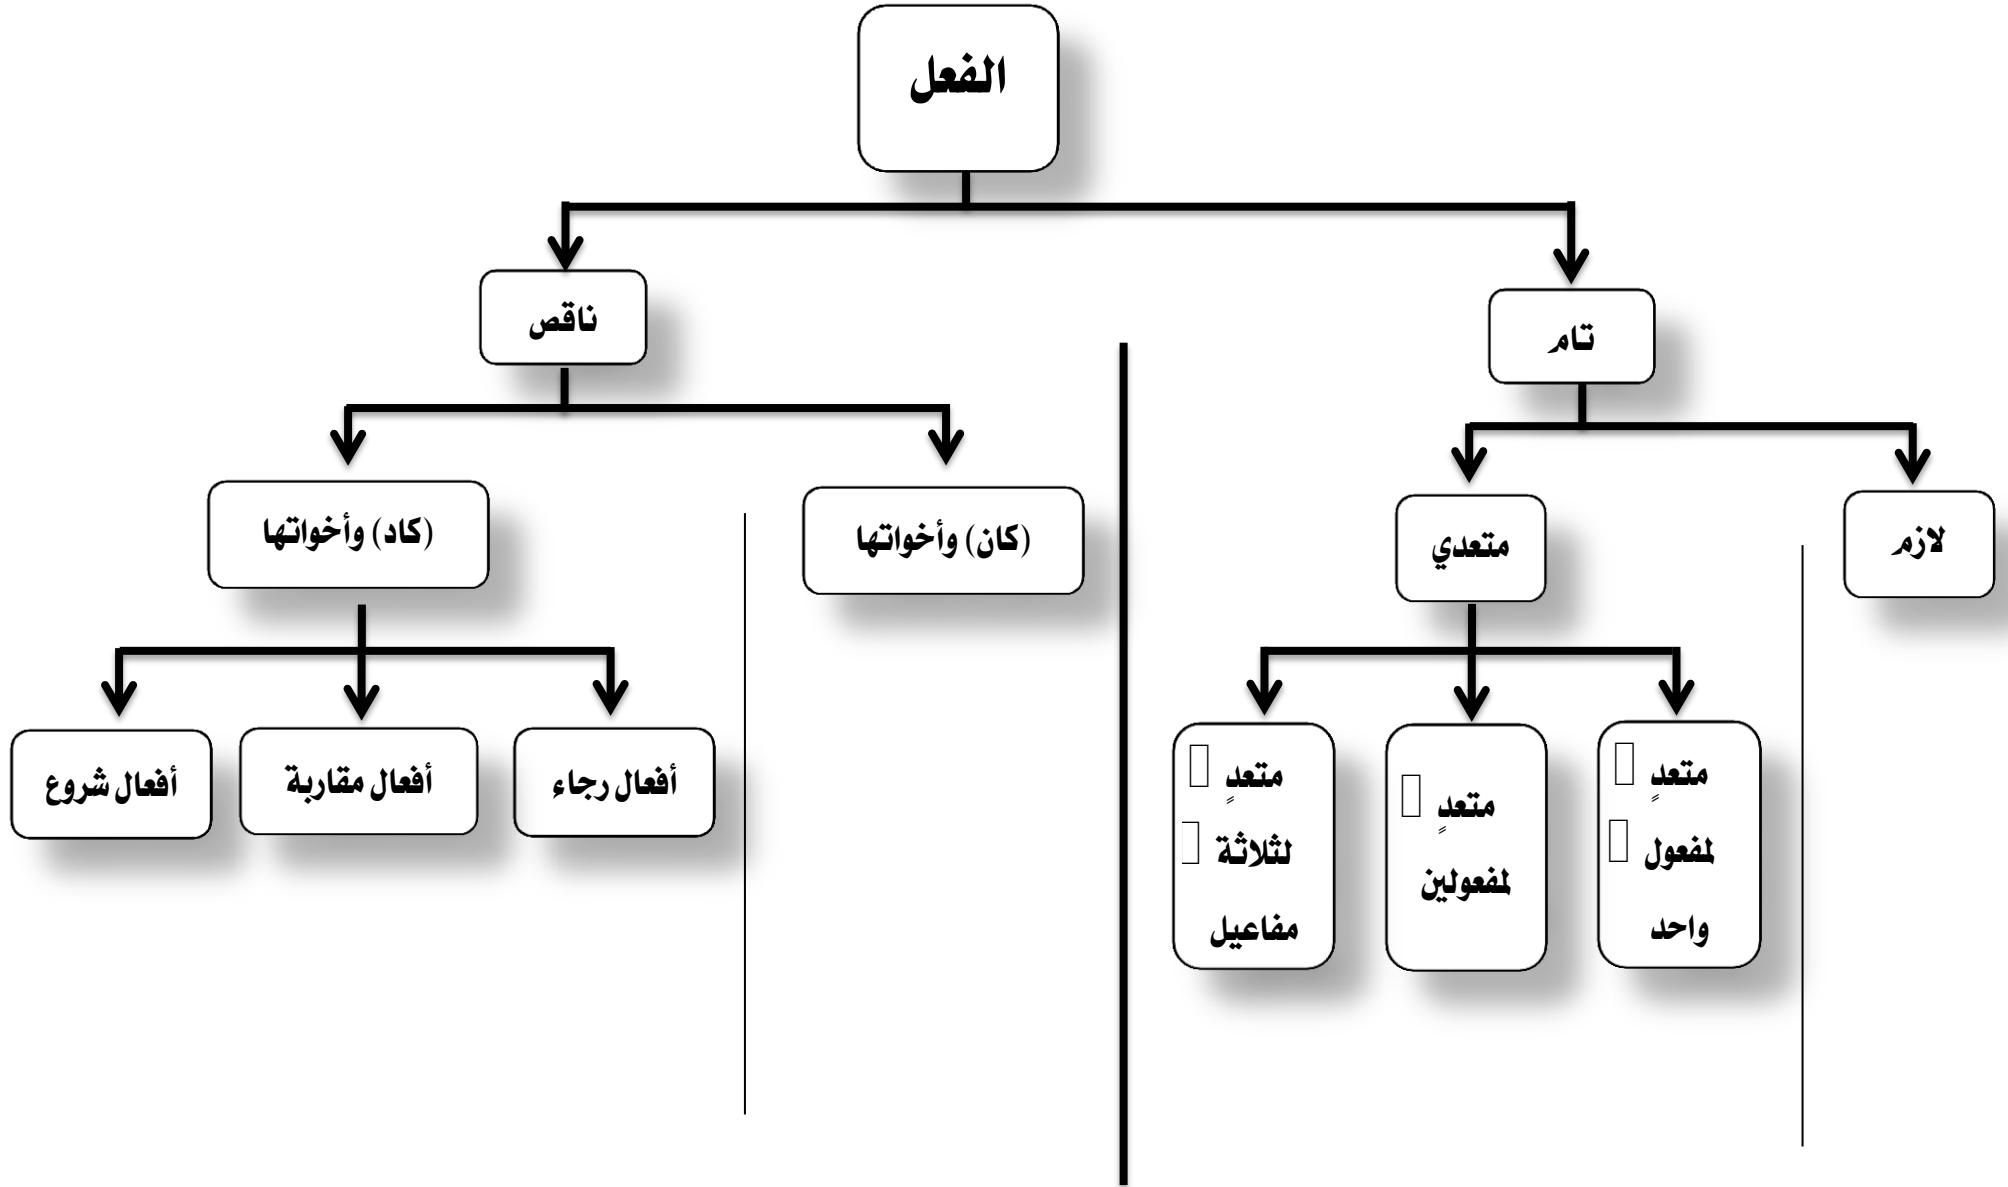 الفعل
تام
ناقص
لازم
متعدي
(كان) وأخواتها
(كاد) وأخواتها
متعدٍ
لمفعول
واحد
متعدٍ
لمفعولين
متعدٍ
لثلاثة
مفاعيل
أفعال رجاء
أفعال مقاربة
أفعال شروع